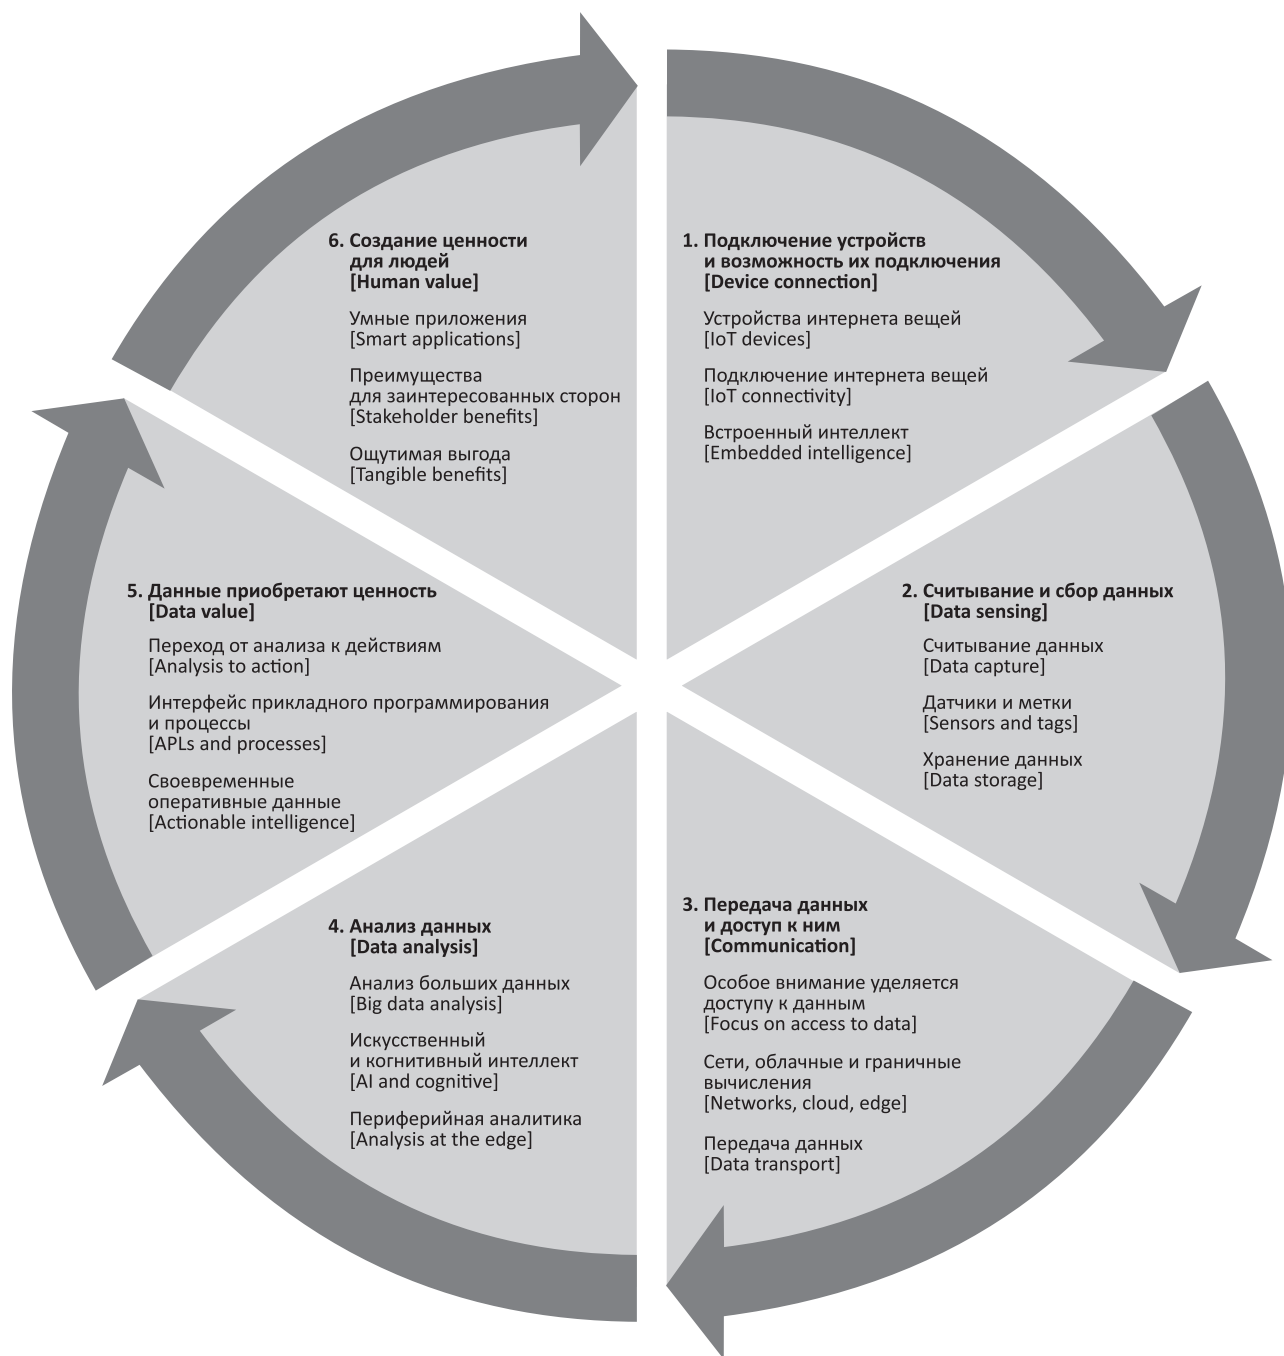 1. Подключение устройств
и возможность их подключения
[Device connection]
Устройства интернета вещей
[IoT devices]
Подключение интернета вещей
[IoT connectivity]
Встроенный интеллект
[Embedded intelligence]
2. Считывание и сбор данных
[Data sensing]
Считывание данных
[Data capture]
Датчики и метки
[Sensors and tags]
Хранение данных
[Data storage]
3. Передача данных
и доступ к ним
[Communication]
Особое внимание уделяется
доступу к данным
[Focus on access to data]
Сети, облачные и граничные
вычисления
[Networks, cloud, edge]
Передача данных
[Data transport]
4. Анализ данных
[Data analysis]
Анализ больших данных
[Big data analysis]
Искусственный
и когнитивный интеллект
[AI and cognitive]
Периферийная аналитика
[Analysis at the edge]
5. Данные приобретают ценность
[Data value]
Переход от анализа к действиям
[Analysis to action]
Интерфейс прикладного программирования
и процессы
[APLs and processes]
Своевременные
оперативные данные
[Actionable intelligence]
6. Создание ценности
для людей
[Human value]
Умные приложения
[Smart applications]
Преимущества
для заинтересованных сторон
[Stakeholder benefits]
Ощутимая выгода
[Tangible benefits]